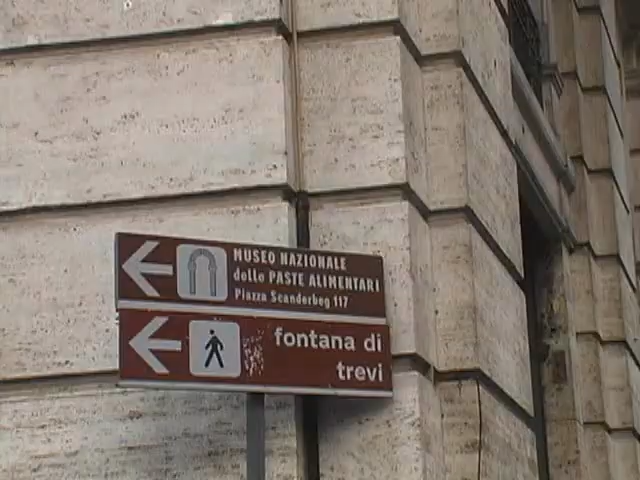 MUSEO NAZIONALE
delle PASTE ALIMENTARI
Piazza Scanderbeg 117
fontana di
trevi